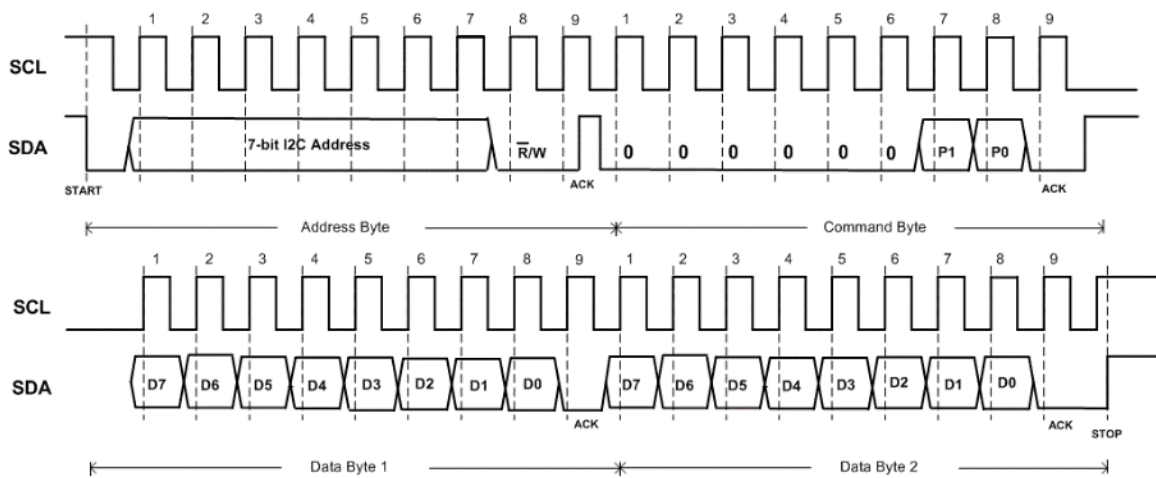 1 2 3 4 5 6 7 8 9 1 2 3 4 5 6 7 8 9
SCL
SDA 7-bit I2C Address R̅/W 0 0 0 0 0 0 P1 P0
START ACK ACK
Address Byte Command Byte
1 2 3 4 5 6 7 8 9 1 2 3 4 5 6 7 8 9
SCL
SDA D7 D6 D5 D4 D3 D2 D1 D0 D7 D6 D5 D4 D3 D2 D1 D0
ACK ACK STOP
Data Byte 1 Data Byte 2